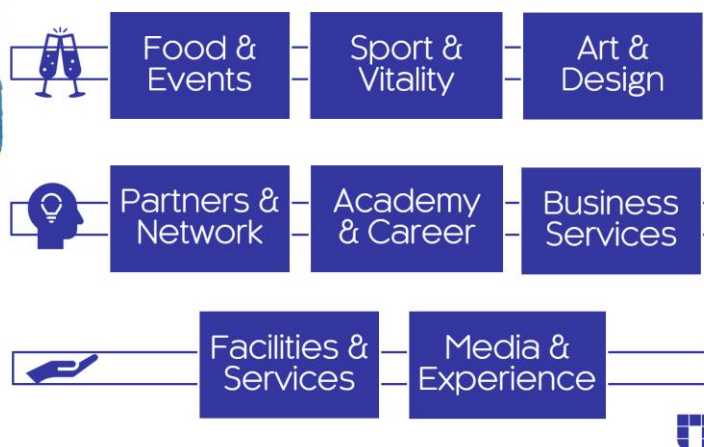 Food &
Events
Sport &
Vitality
Art &
Design
Partners &
Network
Academy
& Career
Business
Services
Facilities &
Services
Media &
Experience